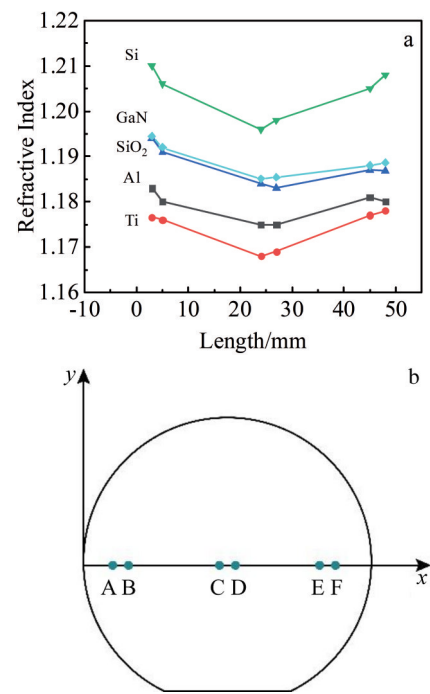 a
1.22
1.21
1.20
1.19
1.18
1.17
1.16
Refractive Index
Si
GaN
SiO₂
Al
Ti
-10 0 10 20 30 40 50
Length/mm
b
y
A B C D E F
x